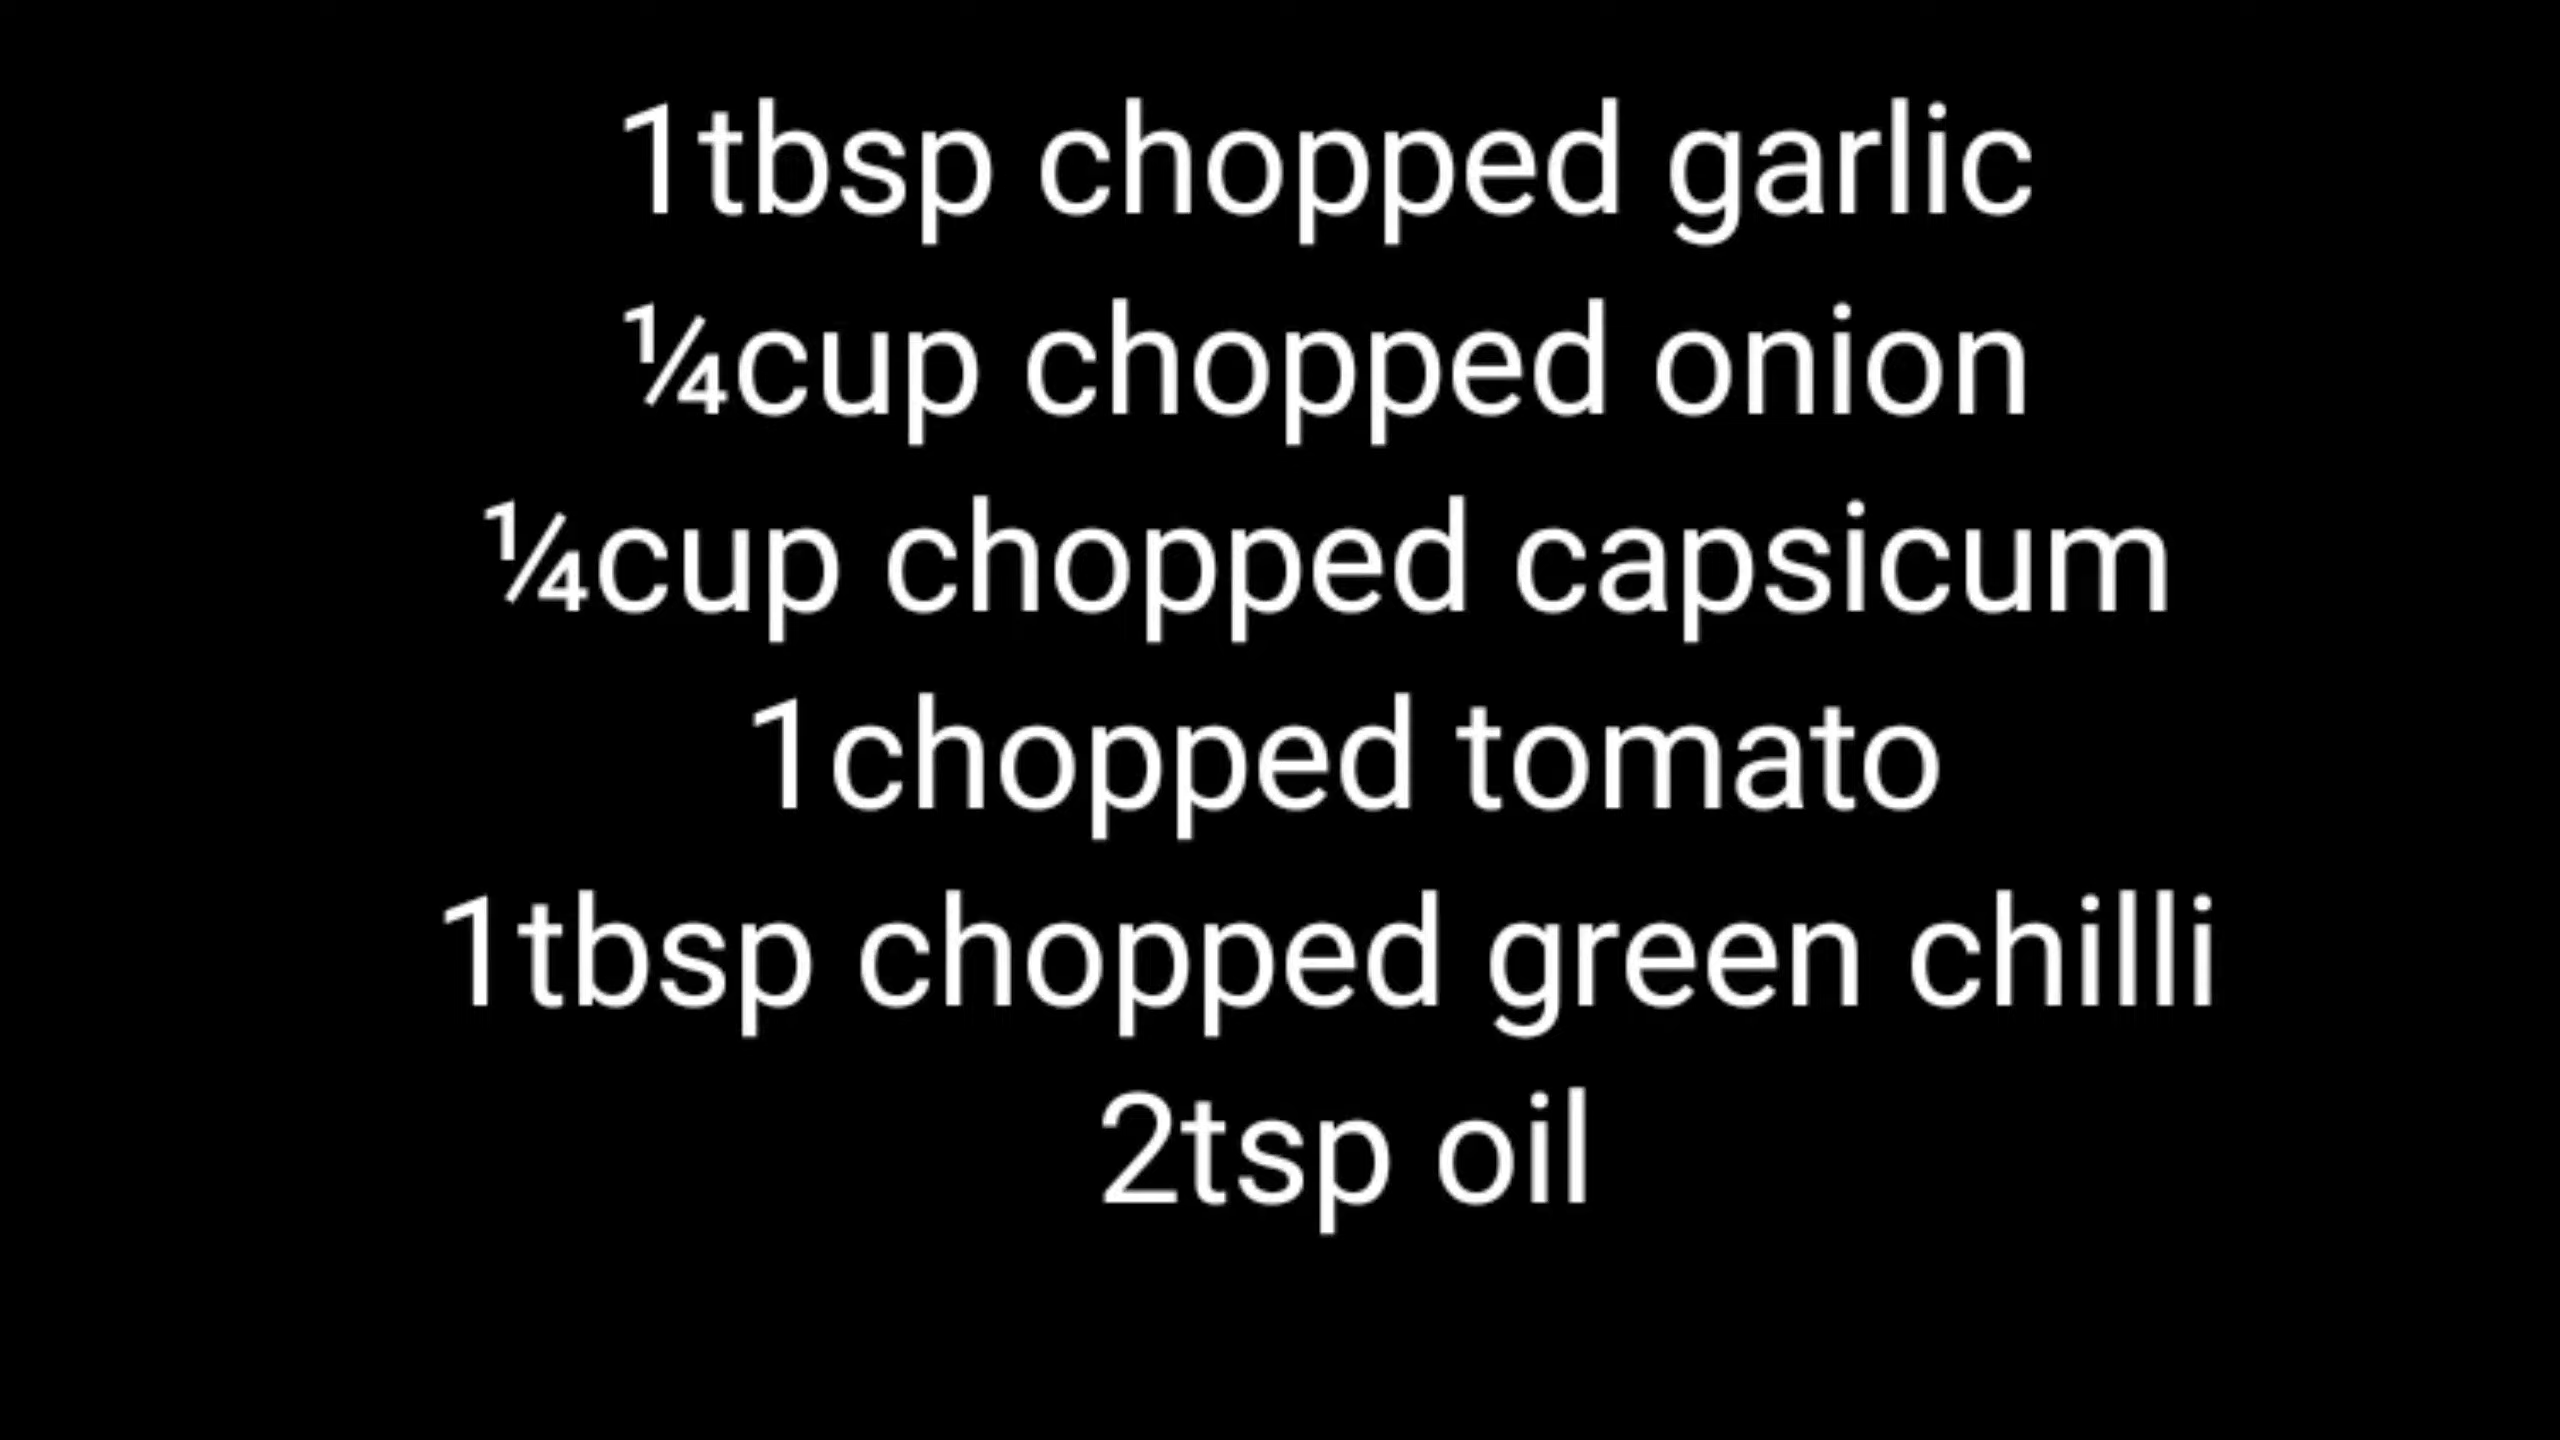 1tbsp chopped garlic
¼cup chopped onion
¼cup chopped capsicum
1chopped tomato
1tbsp chopped green chilli
2tsp oil